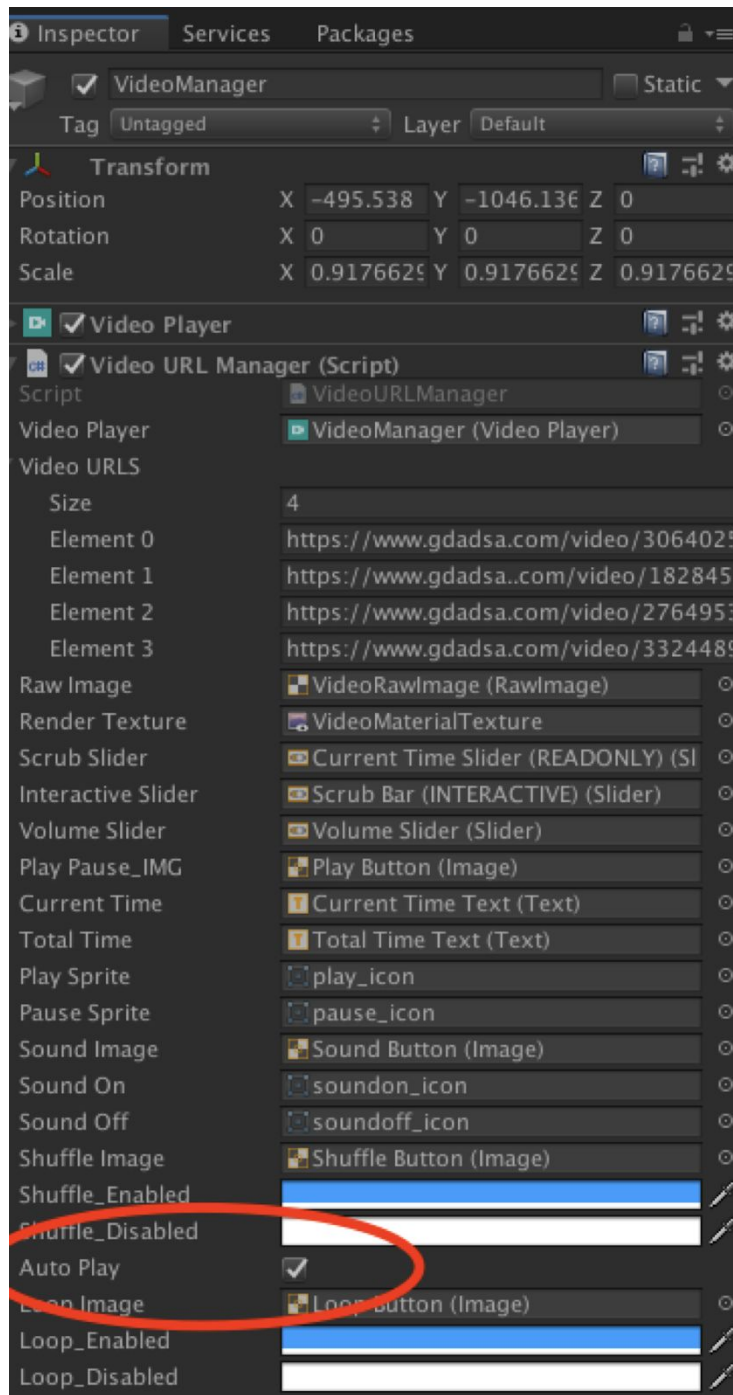 Inspector Services Packages
VideoManager Static
Tag Untagged Layer Default
Transform
Position X -495.538 Y -1046.136 Z 0
Rotation X 0 Y 0 Z 0
Scale X 0.9176629 Y 0.9176629 Z 0.9176629
Video Player
Video URL Manager (Script)
Script VideoURLManager
Video Player VideoManager (Video Player)
Video URLS
Size 4
Element 0 https://www.gdadsa.com/video/3064025
Element 1 https://www.gdadsa..com/video/182845
Element 2 https://www.gdadsa.com/video/2764953
Element 3 https://www.gdadsa.com/video/3324489
Raw Image VideoRawImage (RawImage)
Render Texture VideoMaterialTexture
Scrub Slider Current Time Slider (READONLY) (Sl
Interactive Slider Scrub Bar (INTERACTIVE) (Slider)
Volume Slider Volume Slider (Slider)
Play Pause_IMG Play Button (Image)
Current Time Current Time Text (Text)
Total Time Total Time Text (Text)
Play Sprite play_icon
Pause Sprite pause_icon
Sound Image Sound Button (Image)
Sound On soundon_icon
Sound Off soundoff_icon
Shuffle Image Shuffle Button (Image)
Shuffle_Enabled
Shuffle_Disabled
Auto Play
Loop Image Loop Button (Image)
Loop_Enabled
Loop_Disabled